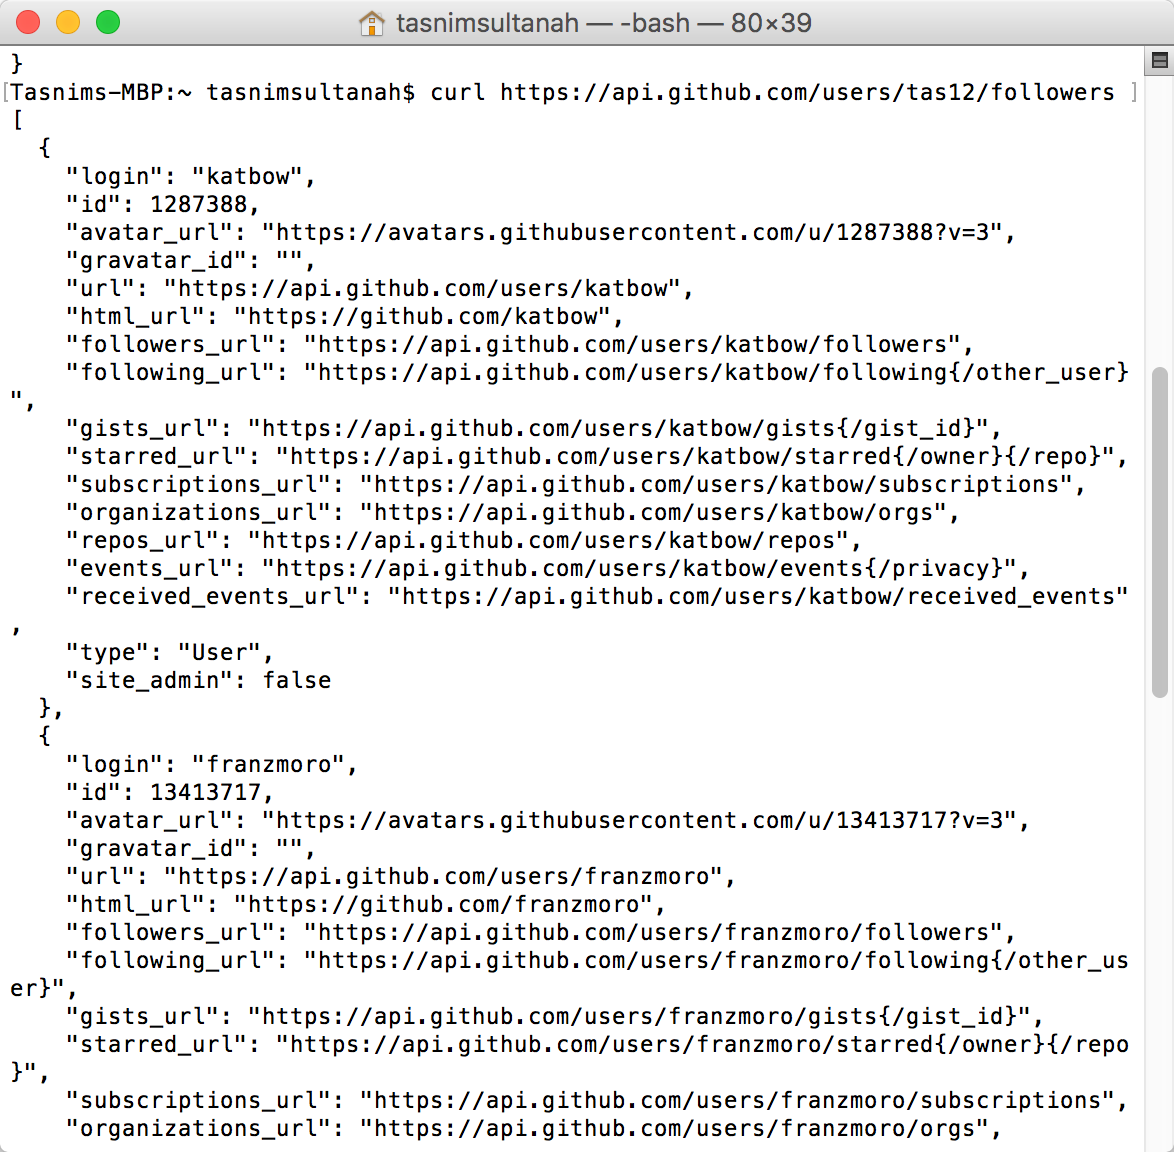 tasnimsultanah — -bash — 80×39
}
[Tasnims-MBP:~ tasnimsultanah$ curl https://api.github.com/users/tas12/followers ]
[
  {
    "login": "katbow",
    "id": 1287388,
    "avatar_url": "https://avatars.githubusercontent.com/u/1287388?v=3",
    "gravatar_id": "",
    "url": "https://api.github.com/users/katbow",
    "html_url": "https://github.com/katbow",
    "followers_url": "https://api.github.com/users/katbow/followers",
    "following_url": "https://api.github.com/users/katbow/following{/other_user}
",
    "gists_url": "https://api.github.com/users/katbow/gists{/gist_id}",
    "starred_url": "https://api.github.com/users/katbow/starred{/owner}{/repo}",
    "subscriptions_url": "https://api.github.com/users/katbow/subscriptions",
    "organizations_url": "https://api.github.com/users/katbow/orgs",
    "repos_url": "https://api.github.com/users/katbow/repos",
    "events_url": "https://api.github.com/users/katbow/events{/privacy}",
    "received_events_url": "https://api.github.com/users/katbow/received_events"
,
    "type": "User",
    "site_admin": false
  },
  {
    "login": "franzmoro",
    "id": 13413717,
    "avatar_url": "https://avatars.githubusercontent.com/u/13413717?v=3",
    "gravatar_id": "",
    "url": "https://api.github.com/users/franzmoro",
    "html_url": "https://github.com/franzmoro",
    "followers_url": "https://api.github.com/users/franzmoro/followers",
    "following_url": "https://api.github.com/users/franzmoro/following{/other_us
er}",
    "gists_url": "https://api.github.com/users/franzmoro/gists{/gist_id}",
    "starred_url": "https://api.github.com/users/franzmoro/starred{/owner}{/repo
}",
    "subscriptions_url": "https://api.github.com/users/franzmoro/subscriptions",
    "organizations_url": "https://api.github.com/users/franzmoro/orgs",